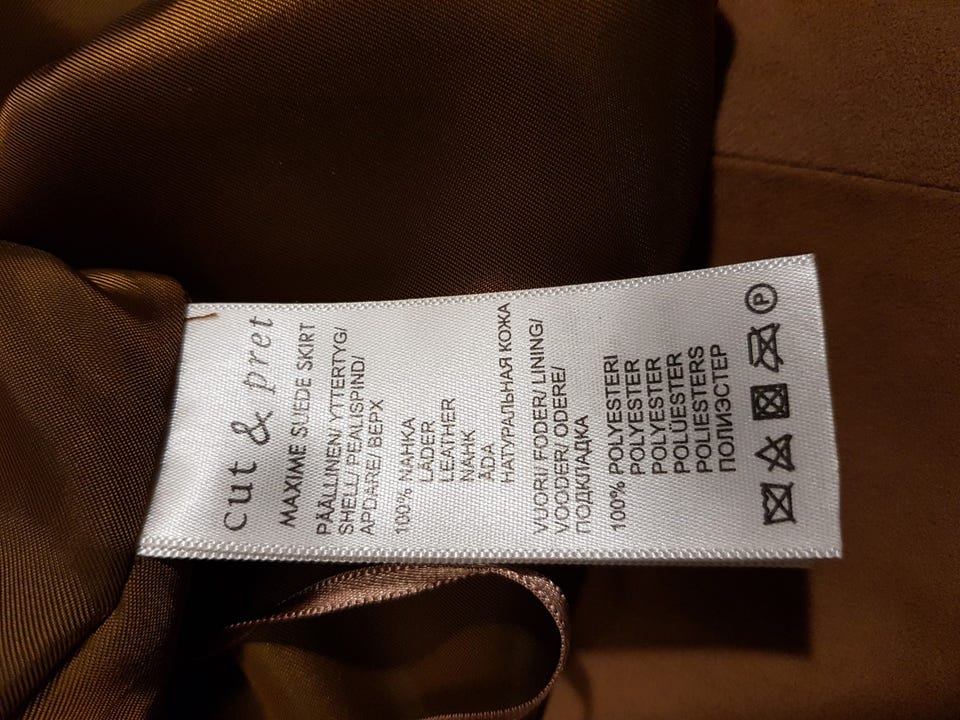 cut & pret
MAXIME SUEDE SKIRT
PÄÄLLINEN/ YTTERTYG/
SHELL/ PEALISPIND/
APDARE/ ВЕРХ
100% NAHKA
LÄDER
LEATHER
NAHK
ĀDA
НАТУРАЛЬНАЯ КОЖА
VUORI/ FODER/ LINING/
VOODER/ ODERE/
ПОДКЛАДКА
100% POLYESTERI
POLYESTER
POLYESTER
POLÜESTER
POLIESTERS
ПОЛИЭСТЕР
P